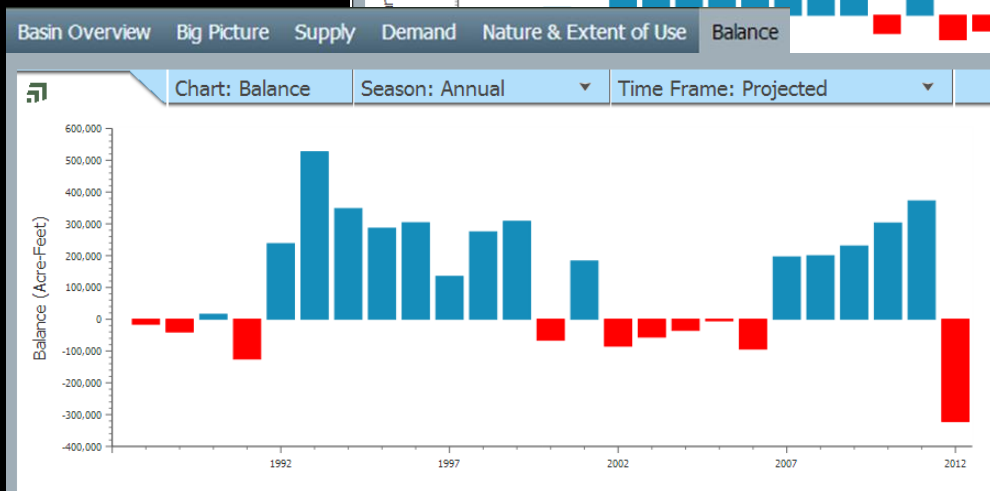 Basin Overview Big Picture Supply Demand Nature & Extent of Use Balance
Chart: Balance Season: Annual Time Frame: Projected
600,000
500,000
400,000
300,000
200,000
100,000
0
-100,000
-200,000
-300,000
-400,000
Balance (Acre-Feet)
1992 1997 2002 2007 2012